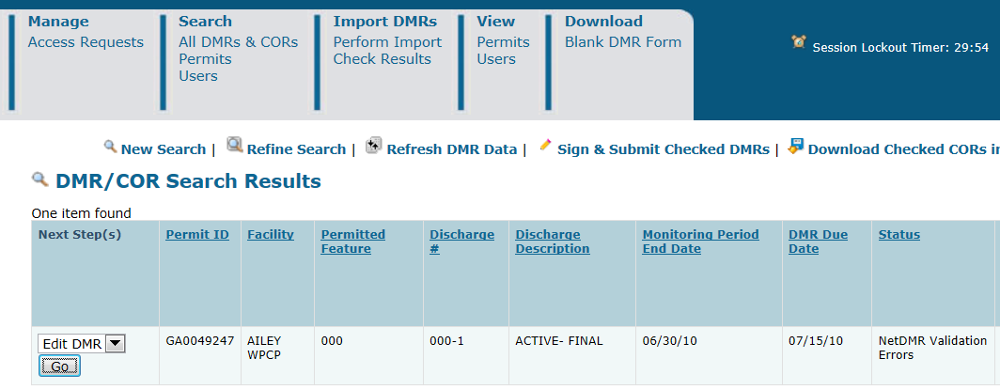 Manage
Access Requests
Search
All DMRs & CORs
Permits
Users
Import DMRs
Perform Import
Check Results
View
Permits
Users
Download
Blank DMR Form
Session Lockout Timer: 29:54
New Search | Refine Search | Refresh DMR Data | Sign & Submit Checked DMRs | Download Checked CORs in
DMR/COR Search Results
One item found
Next Step(s) Permit ID Facility Permitted Discharge Discharge Monitoring Period DMR Due Status
Feature # Description End Date Date
Edit DMR GA0049247 AILEY 000 000-1 ACTIVE- FINAL 06/30/10 07/15/10 NetDMR Validation
WPCP Errors
Go